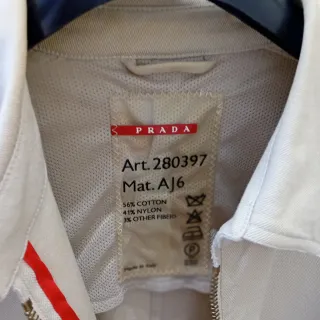 PRADA
Art.280397
Mat.AJ6
56% COTTON
41% NYLON
3% OTHER FIBERS
Made in Italy